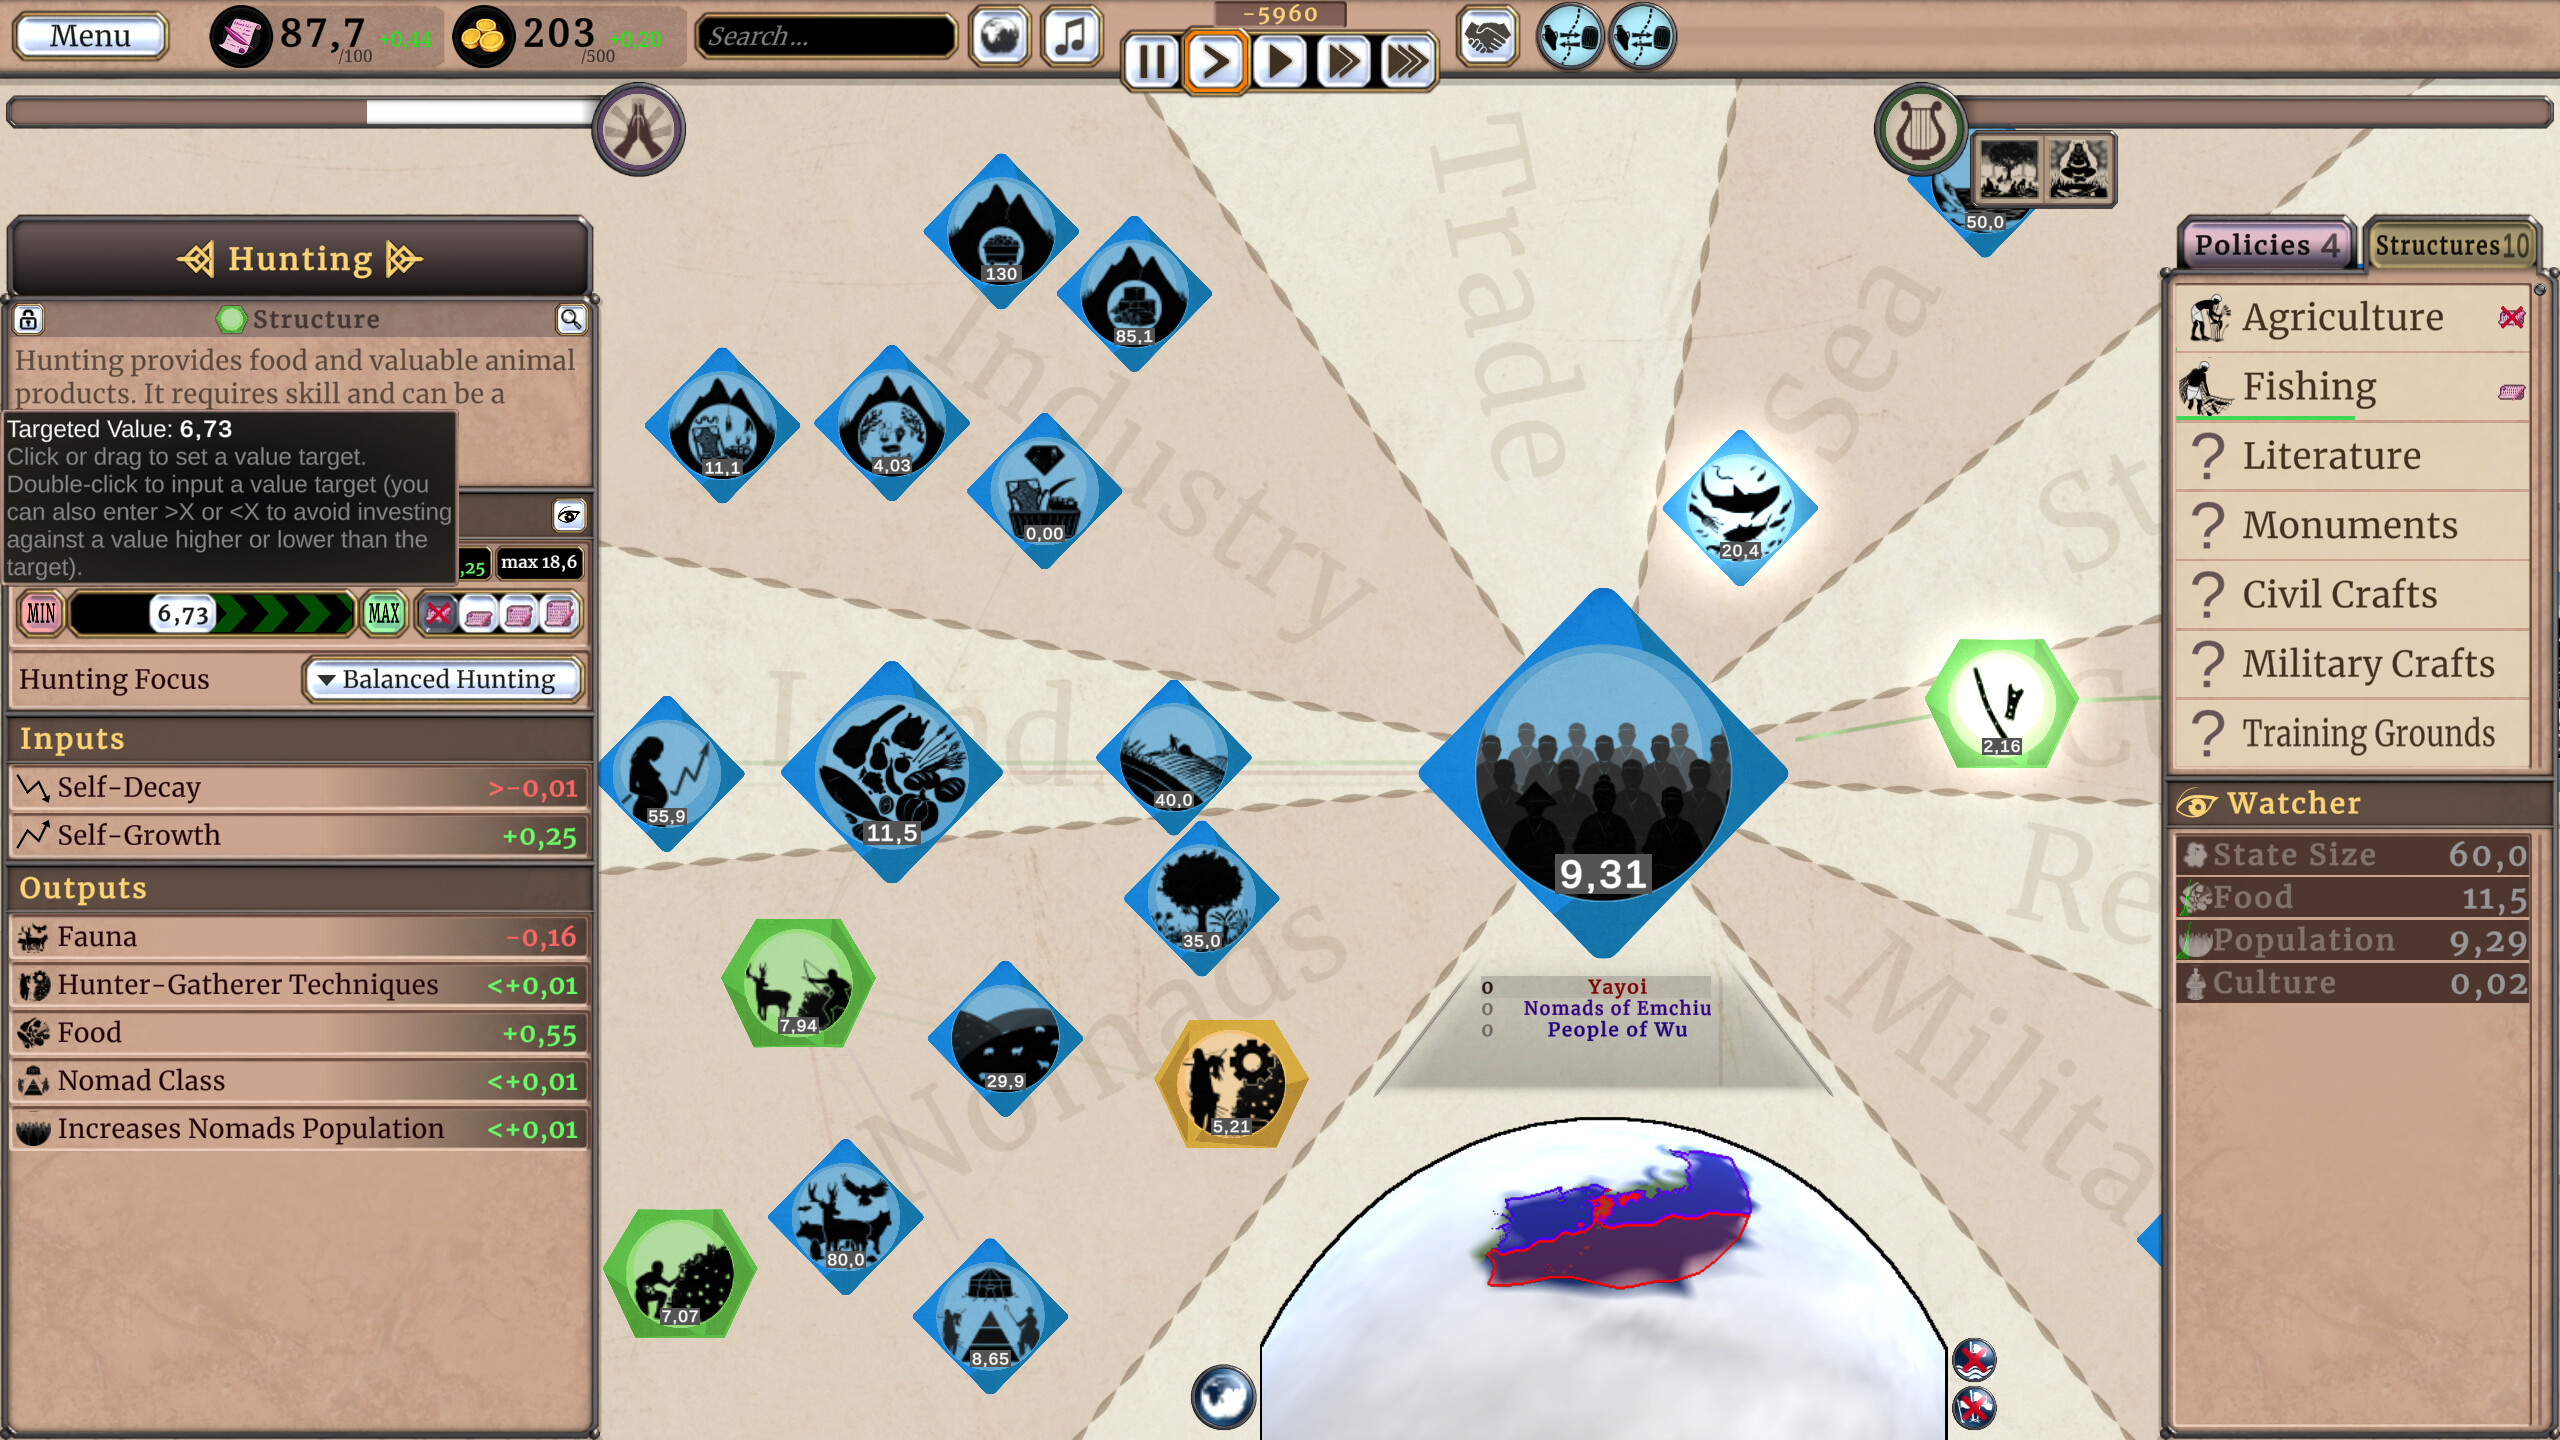 Menu
87,7 +0.44
/100
203 +0.20
/500
Search...
-5960
Hunting
Structure
Hunting provides food and valuable animal
products. It requires skill and can be a
Targeted Value: 6,73
Click or drag to set a value target.
Double-click to input a value target (you
can also enter >X or <X to avoid investing
against a value higher or lower than the
target).
,25
max 18,6
MIN
6,73
MAX
Hunting Focus
Balanced Hunting
Inputs
Self-Decay >-0,01
Self-Growth +0,25
Outputs
Fauna -0,16
Hunter-Gatherer Techniques <+0,01
Food +0,55
Nomad Class <+0,01
Increases Nomads Population <+0,01
130
85,1
11,1
4,03
0,00
Industry
Trade
Sea
50,0
20,4
Land
55,9
11,5
40,0
35,0
9,31
2,16
7,94
29,9
5,21
Nomads
7,07
80,0
8,65
St
Cu
Re
Milita
0 Yayoi
0 Nomads of Emchiu
0 People of Wu
Policies 4
Structures 10
Agriculture
Fishing
? Literature
? Monuments
? Civil Crafts
? Military Crafts
? Training Grounds
Watcher
State Size 60,0
Food 11,5
Population 9,29
Culture 0,02